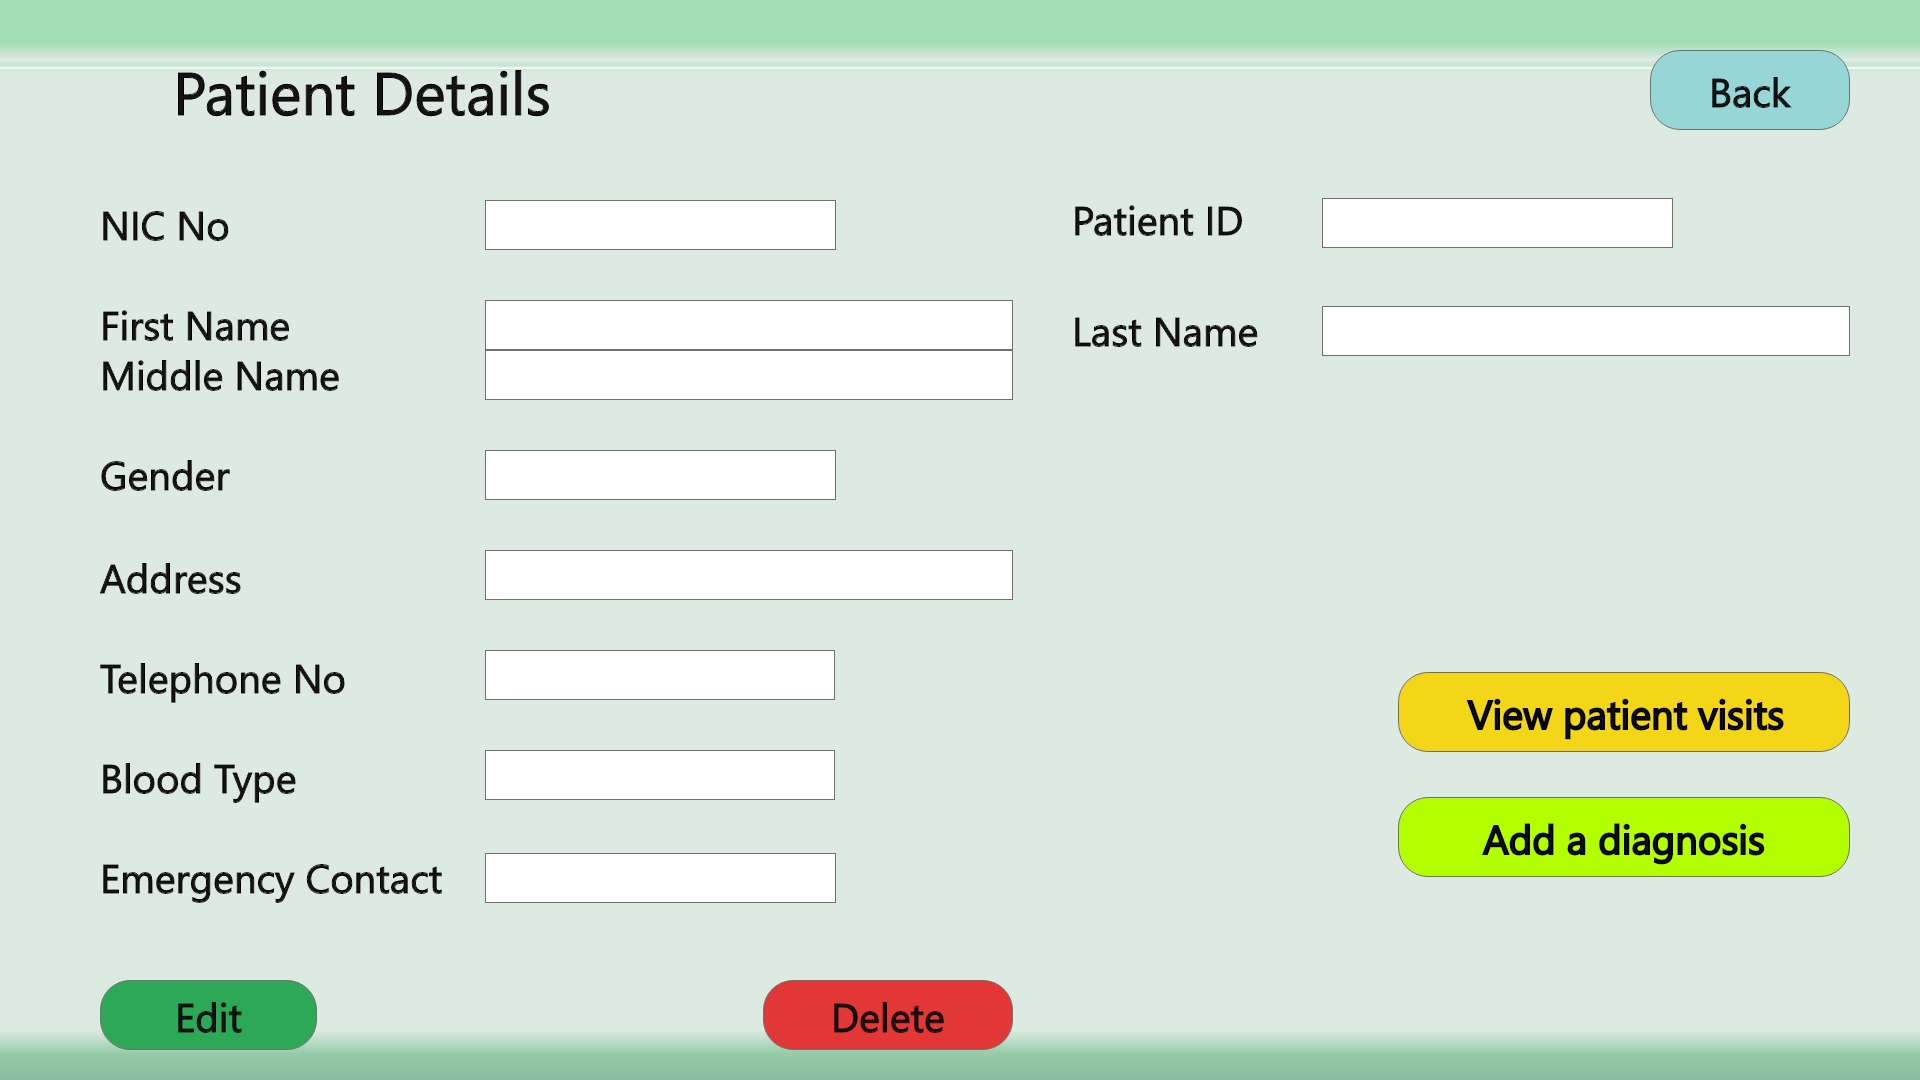 Patient Details
Back
NIC No
Patient ID
First Name
Last Name
Middle Name
Gender
Address
Telephone No
View patient visits
Blood Type
Add a diagnosis
Emergency Contact
Edit
Delete